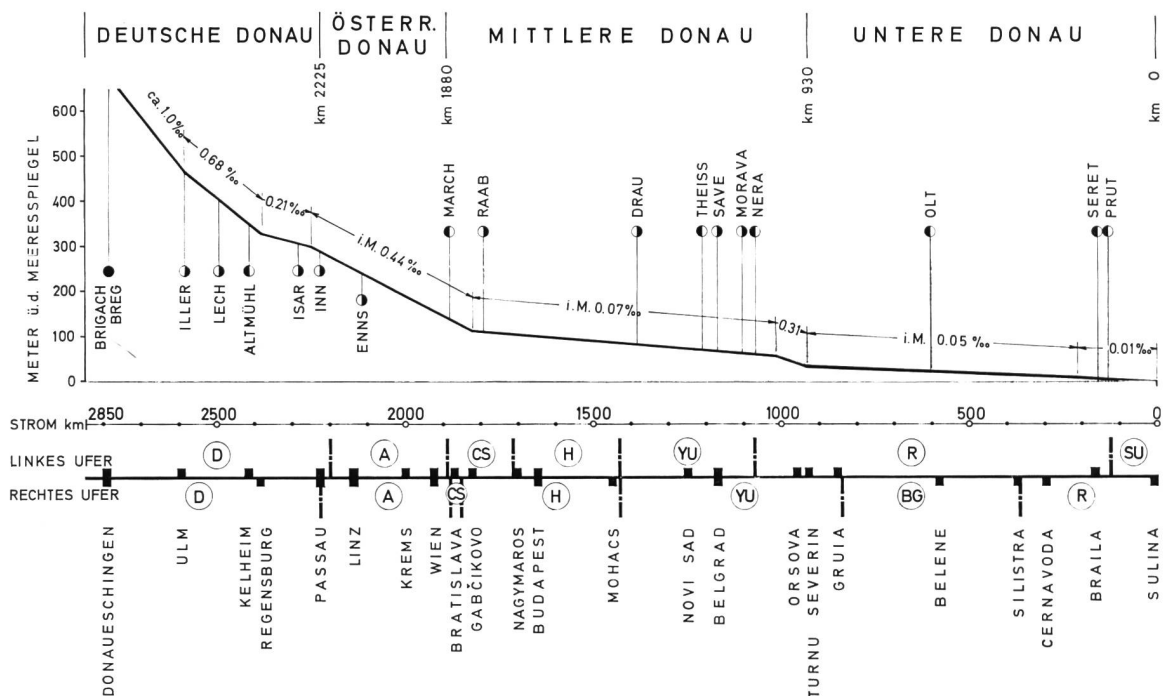 DEUTSCHE DONAU
ÖSTERR.
DONAU
MITTLERE DONAU
UNTERE DONAU
km 2225
km 1880
km 930
km 0
METER ü.d. MEERESSPIEGEL
600
500
400
300
200
100
0
ca. 1.0‰
0.68 ‰
0.21‰
i.M. 0.44 ‰
i.M. 0.07‰
0.31
i.M. 0.05 ‰
0.01‰
BRIGACH
BREG
ILLER
LECH
ALTMÜHL
ISAR
INN
ENNS
MARCH
RAAB
DRAU
THEISS
SAVE
MORAVA
NERA
OLT
SERET
PRUT
STROM km
2850
2500
2000
1500
1000
500
0
LINKES UFER
D
A
CS
H
YU
R
SU
RECHTES UFER
D
A
CS
H
YU
BG
R
DONAUESCHINGEN
ULM
KELHEIM
REGENSBURG
PASSAU
LINZ
KREMS
WIEN
BRATISLAVA
GABČIKOVO
NAGYMAROS
BUDAPEST
MOHACS
NOVI SAD
BELGRAD
ORSOVA
TURNU SEVERIN
GRUIA
BELENE
SILISTRA
CERNAVODA
BRAILA
SULINA